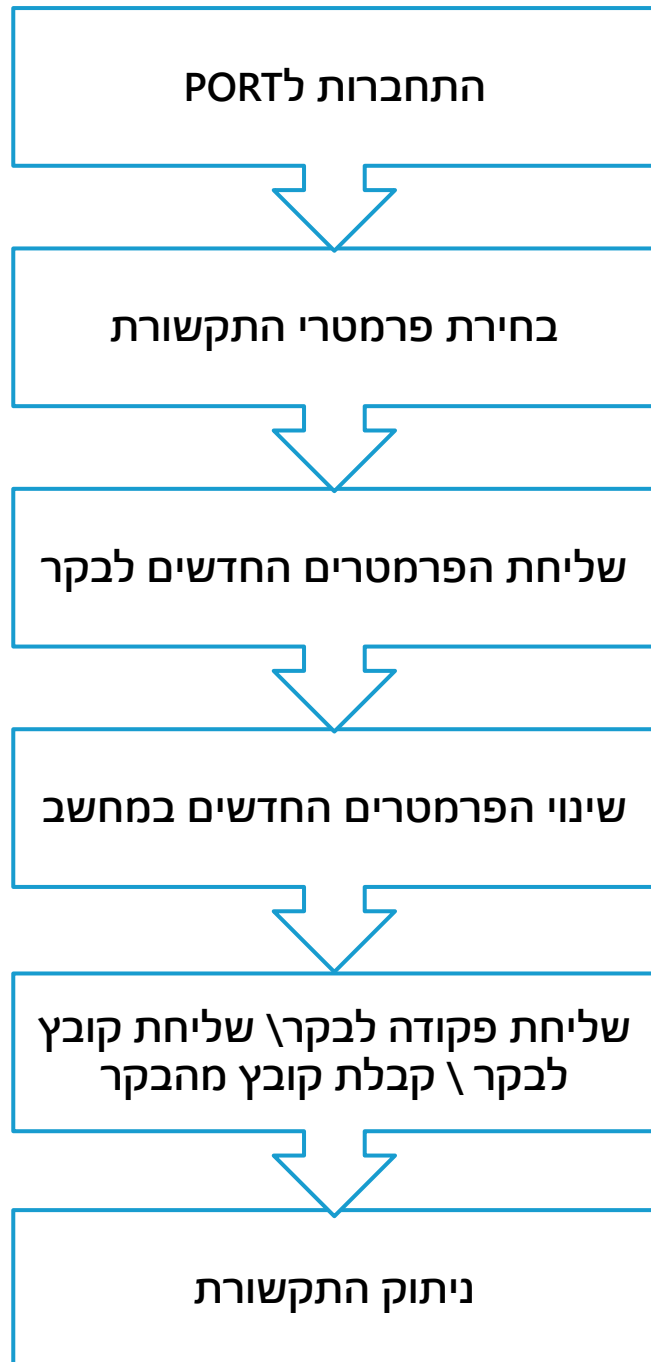 התחברות לPORT
בחירת פרמטרי התקשורת
שליחת הפרמטרים החדשים לבקר
שינוי הפרמטרים החדשים במחשב
שליחת פקודה לבקר\ שליחת קובץ
לבקר \ קבלת קובץ מהבקר
ניתוק התקשורת